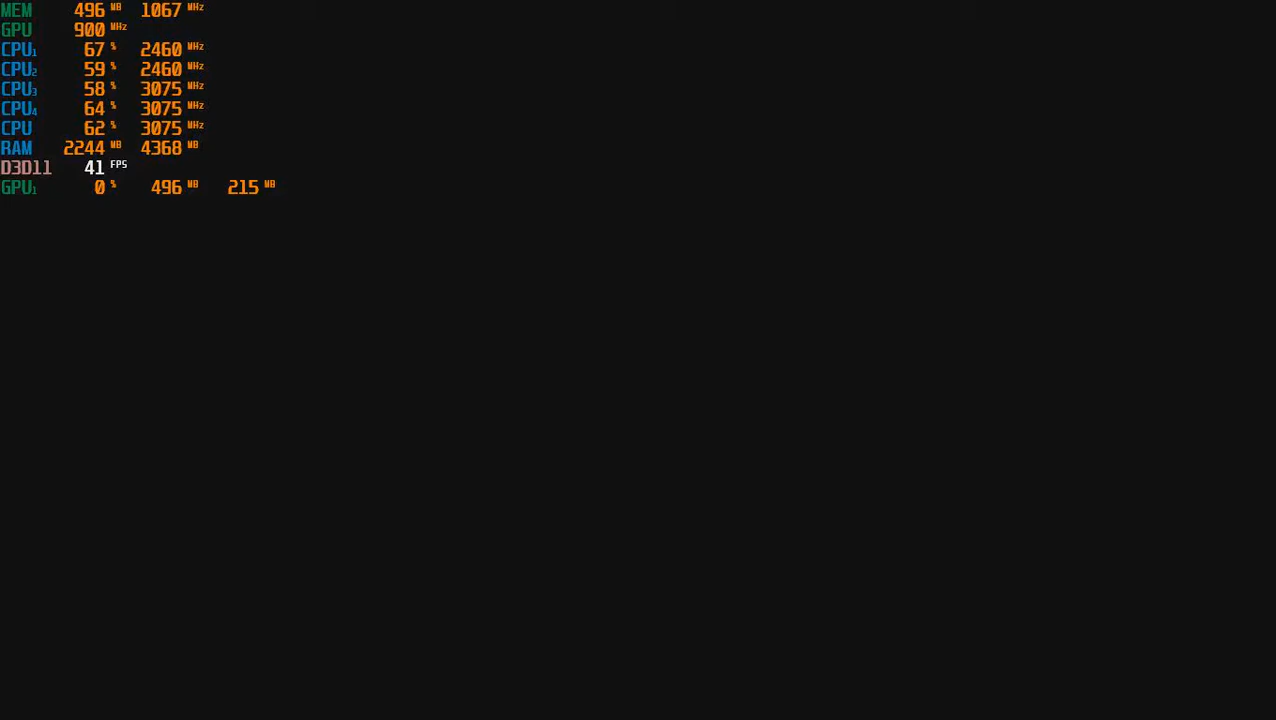 MEM 496 MB 1067 MHz
GPU 900 MHz
CPU1 67 % 2460 MHz
CPU2 59 % 2460 MHz
CPU3 58 % 3075 MHz
CPU4 64 % 3075 MHz
CPU 62 % 3075 MHz
RAM 2244 MB 4368 MB
D3D11 41 FPS
GPU1 0 % 496 MB 215 MB